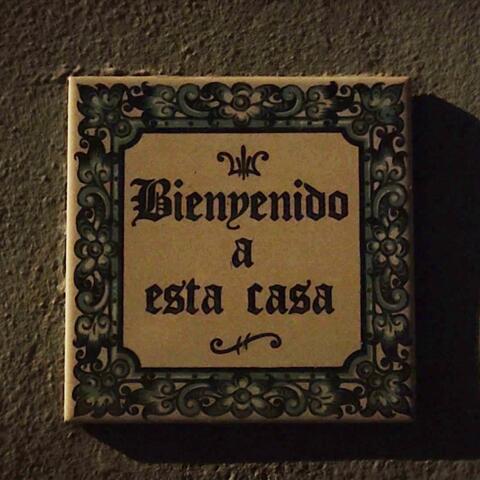 Bienvenido
a
esta casa